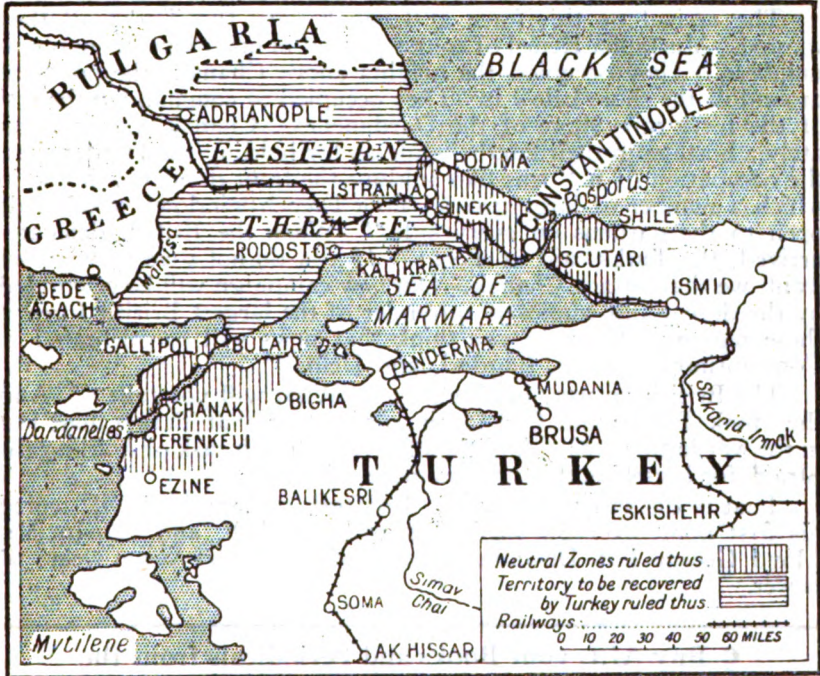 BULGARIA
BLACK SEA
ADRIANOPLE
CONSTANTINOPLE
EASTERN
PODIMA
GREECE
ISTRANJA
Bosporus
SINEKLI
SHILE
THRACE
RODOSTO
Maritsa
KALIKRATIA
SCUTARI
SEA OF
MARMARA
DEDE
AGACH
ISMID
GALLIPOLI
BULAIR
PANDERMA
MUDANIA
BIGHA
CHANAK
Dardanelles
ERENKEUI
BRUSA
Sakaria Irmak
TURKEY
EZINE
BALIKESRI
ESKISHEHR
Simav
Chai
SOMA
Mytilene
AK HISSAR
Neutral Zones ruled thus
Territory to be recovered
by Turkey ruled thus
Railways
0 10 20 30 40 50 60 MILES